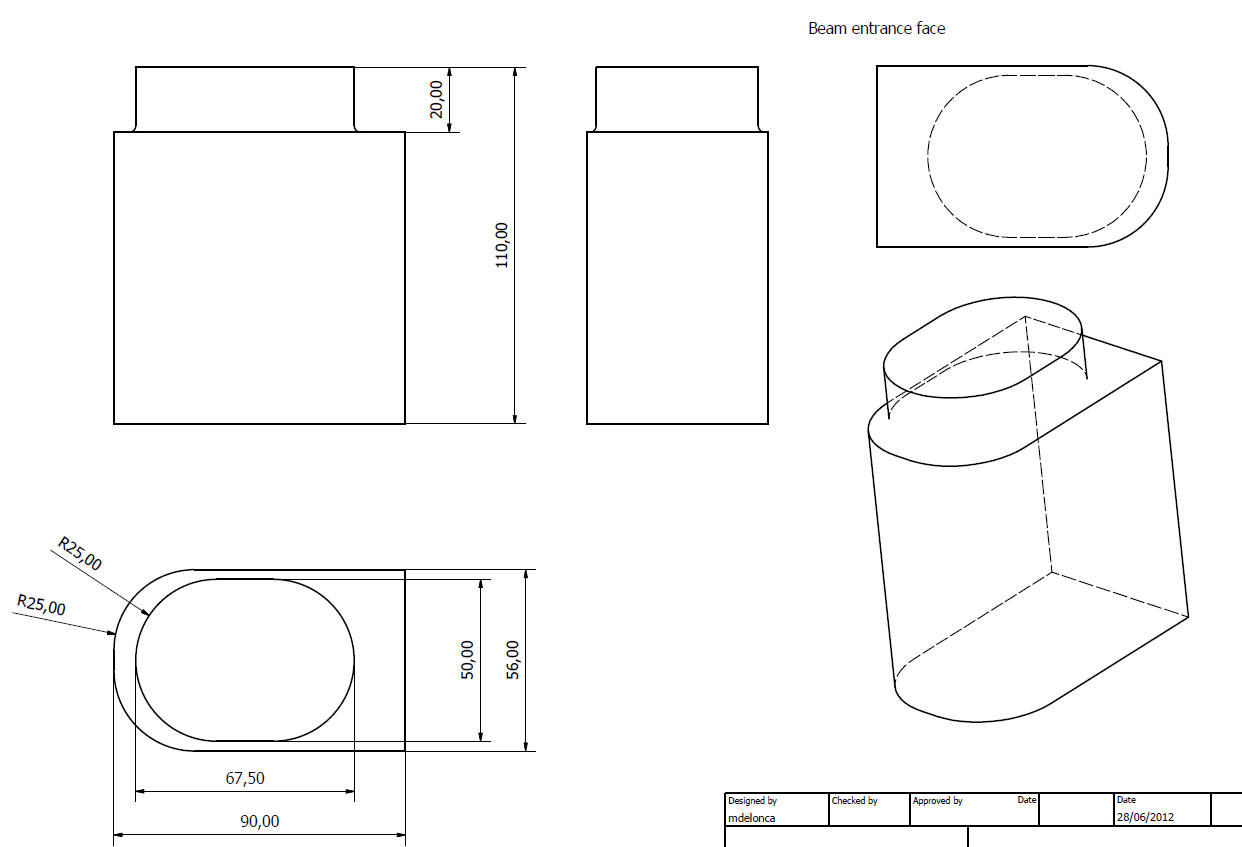 Beam entrance face
20,00
110,00
R25,00
R25,00
50,00
56,00
67,50
90,00
Designed by
Checked by
Approved by
Date
Date
mdelonca
28/06/2012